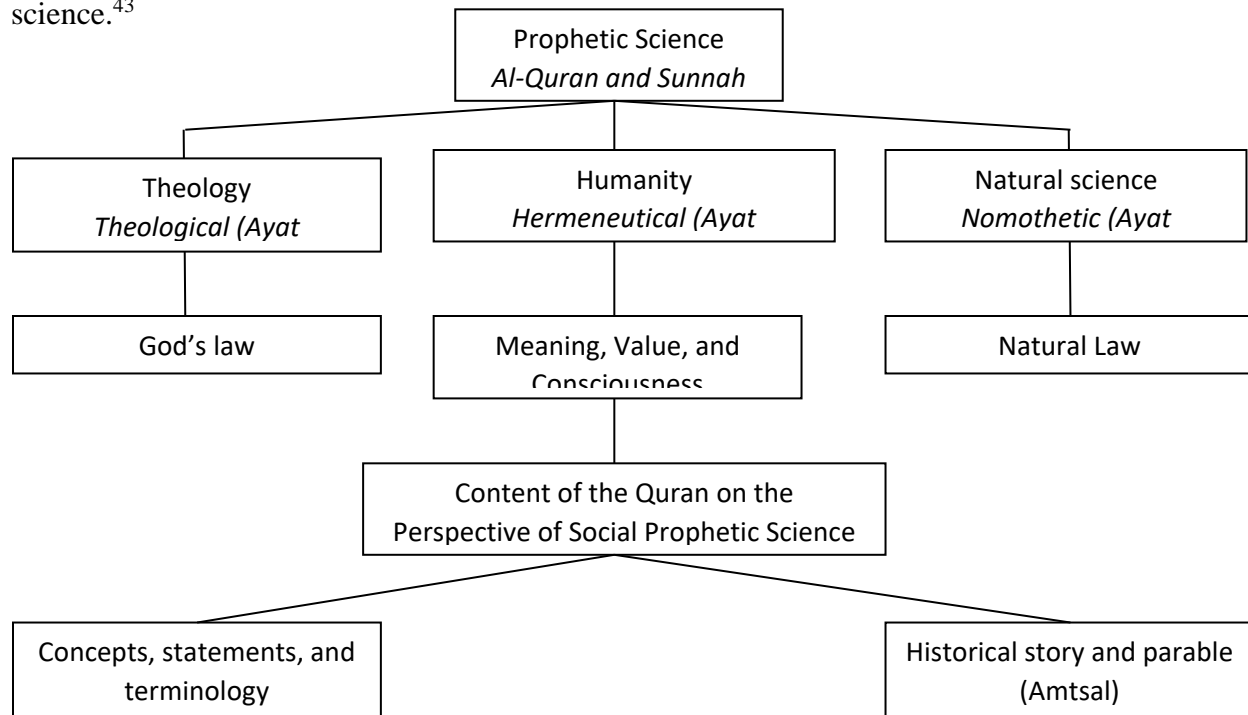 science.⁴³
Prophetic Science
Al-Quran and Sunnah
Theology
Theological (Ayat
Humanity
Hermeneutical (Ayat
Natural science
Nomothetic (Ayat
God’s law
Meaning, Value, and
Consciousness
Natural Law
Content of the Quran on the
Perspective of Social Prophetic Science
Concepts, statements, and
terminology
Historical story and parable
(Amtsal)